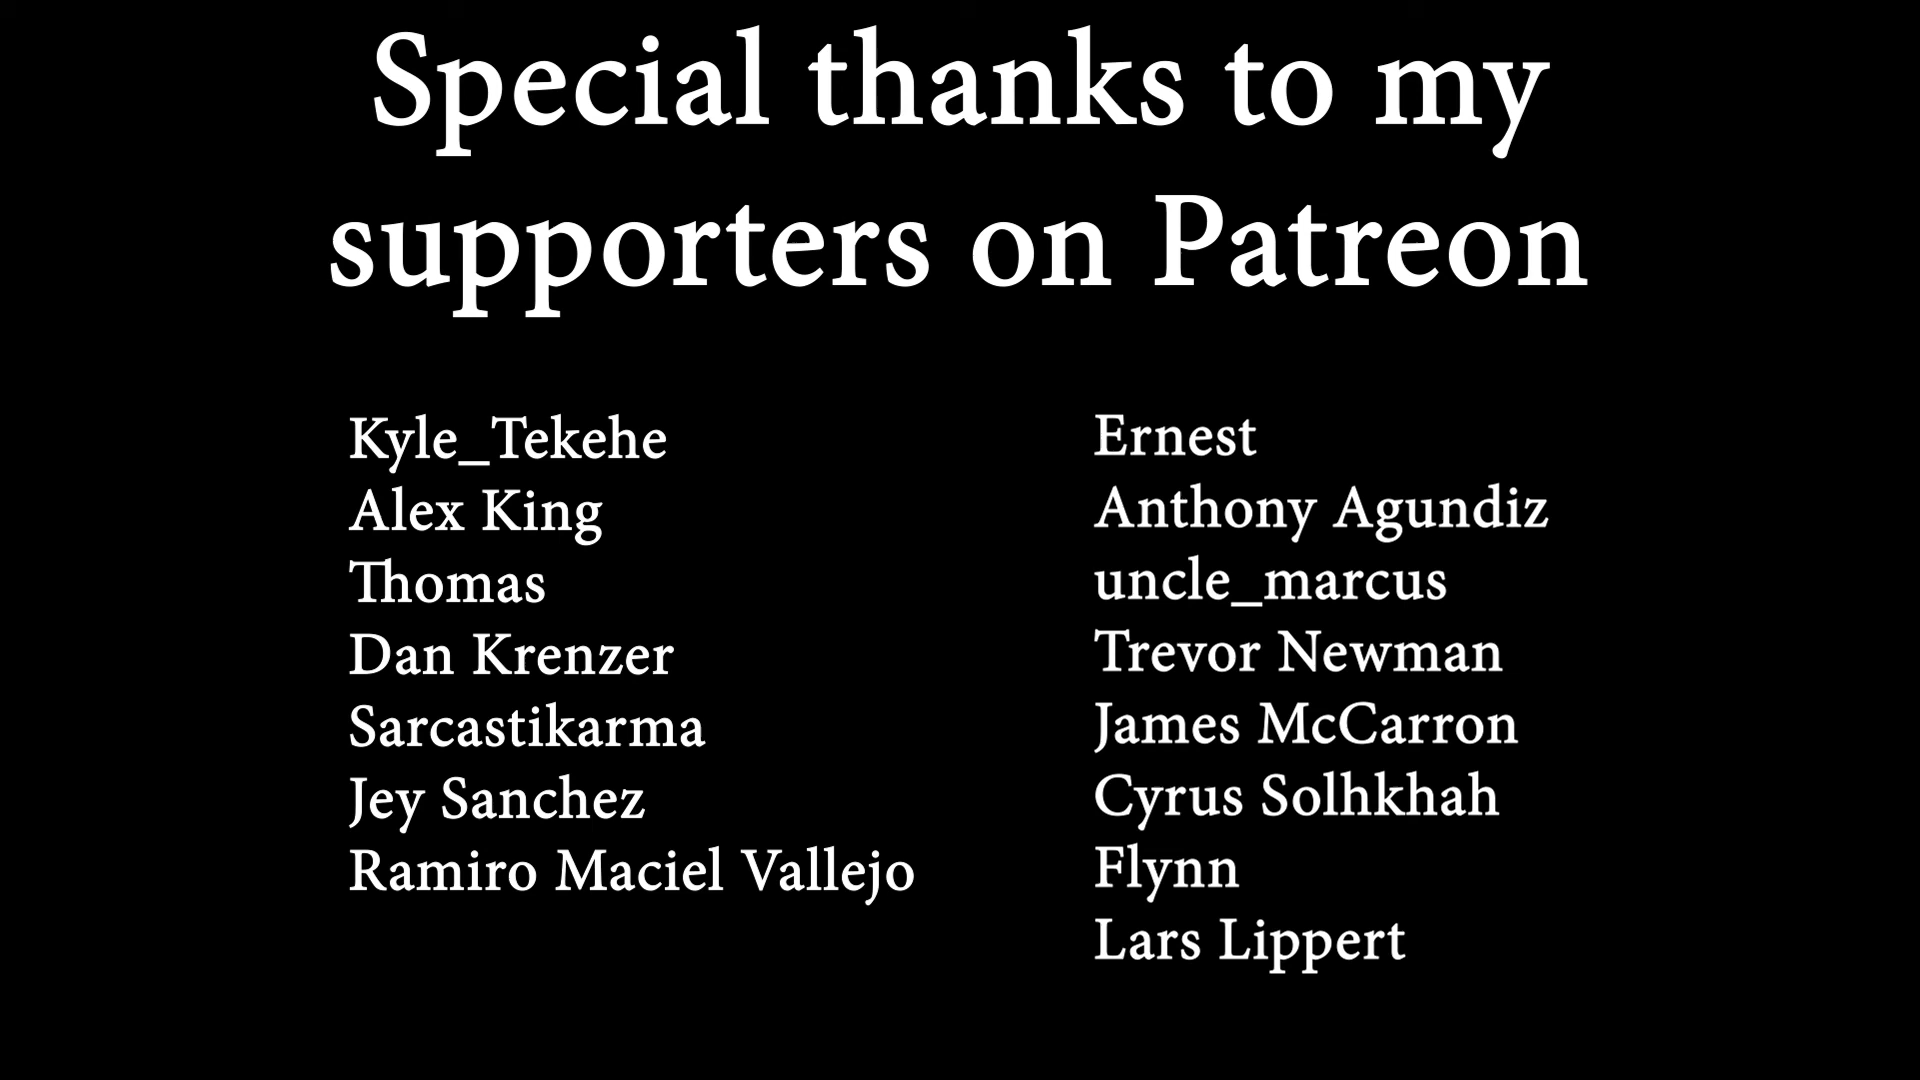 Special thanks to my
supporters on Patreon
Kyle_Tekehe
Alex King
Thomas
Dan Krenzer
Sarcastikarma
Jey Sanchez
Ramiro Maciel Vallejo
Ernest
Anthony Agundiz
uncle_marcus
Trevor Newman
James McCarron
Cyrus Solhkhah
Flynn
Lars Lippert